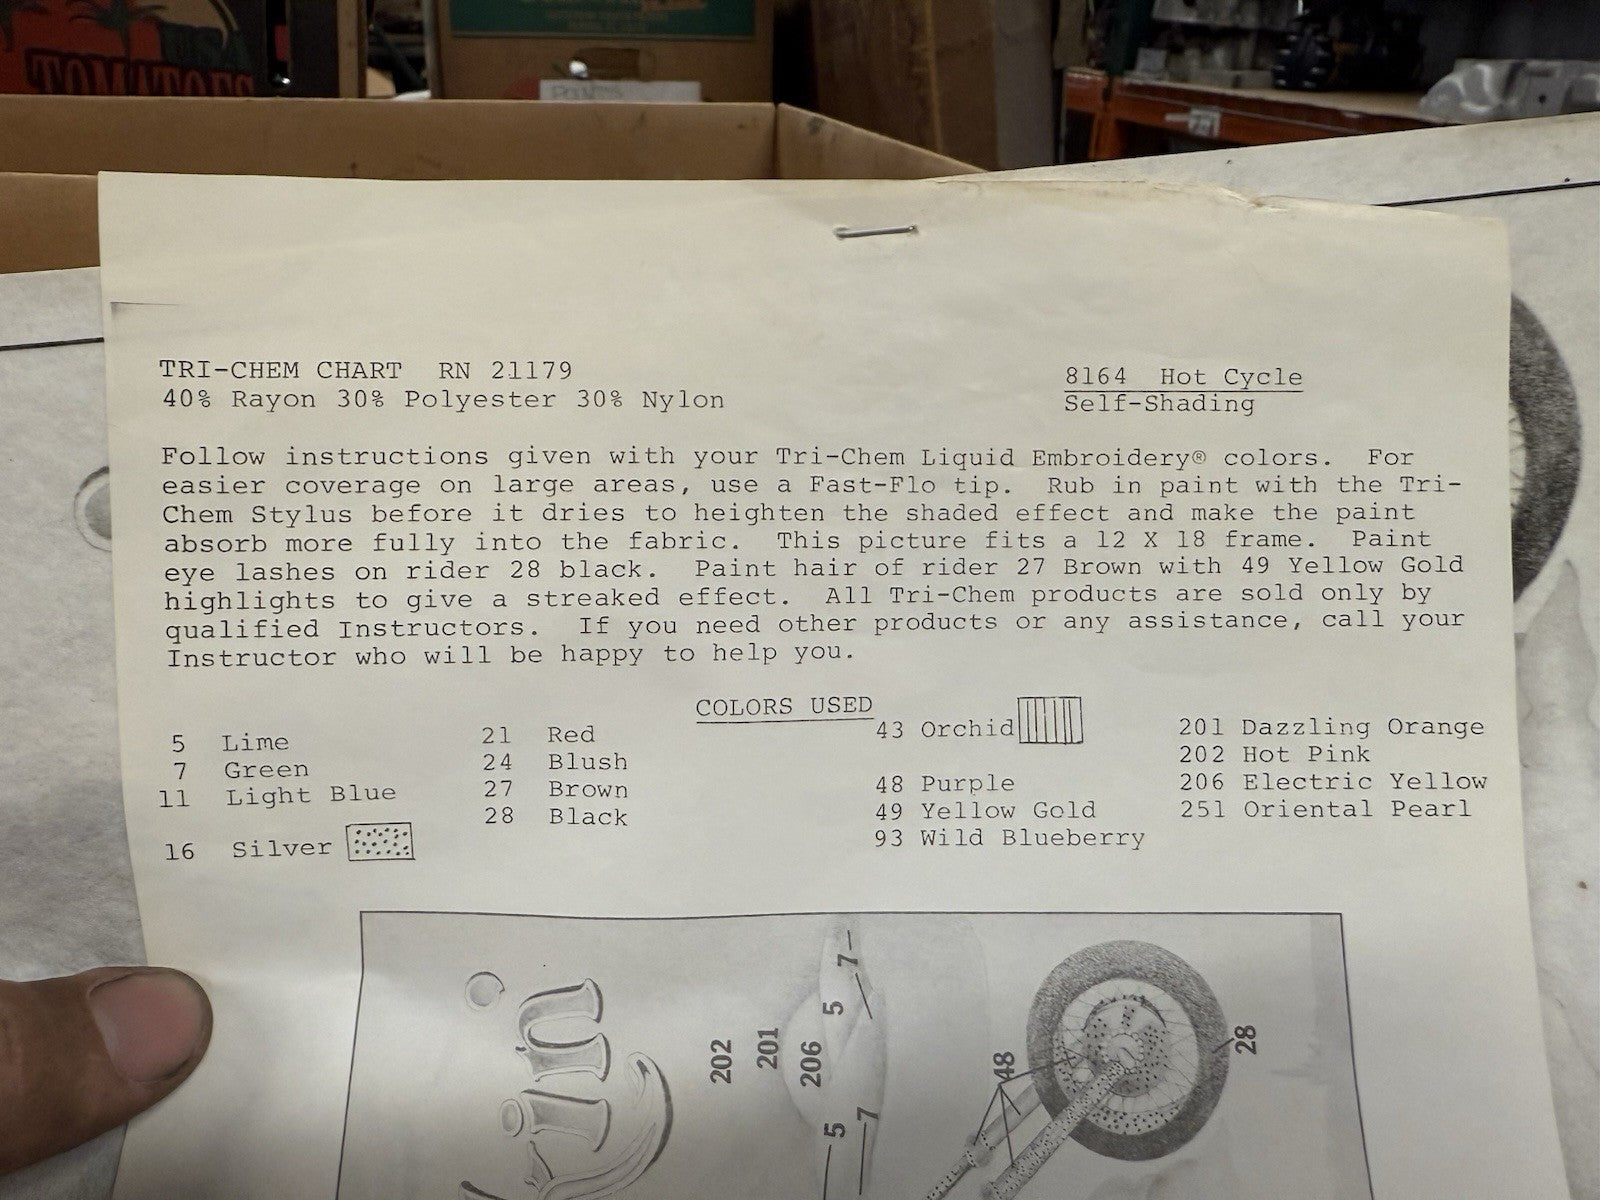 USA
TOMATOES
TRI-CHEM CHART RN 21179
40% Rayon 30% Polyester 30% Nylon
8164 Hot Cycle
Self-Shading
Follow instructions given with your Tri-Chem Liquid Embroidery® colors. For
easier coverage on large areas, use a Fast-Flo tip. Rub in paint with the Tri-
Chem Stylus before it dries to heighten the shaded effect and make the paint
absorb more fully into the fabric. This picture fits a 12 X 18 frame. Paint
eye lashes on rider 28 black. Paint hair of rider 27 Brown with 49 Yellow Gold
highlights to give a streaked effect. All Tri-Chem products are sold only by
qualified Instructors. If you need other products or any assistance, call your
Instructor who will be happy to help you.
COLORS USED
5 Lime
7 Green
11 Light Blue
16 Silver
21 Red
24 Blush
27 Brown
28 Black
43 Orchid
48 Purple
49 Yellow Gold
93 Wild Blueberry
201 Dazzling Orange
202 Hot Pink
206 Electric Yellow
251 Oriental Pearl
202
201
206
5
7
5
7
48
48
28